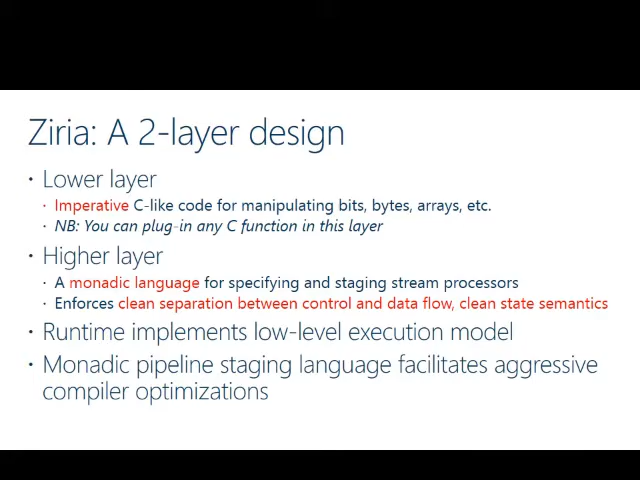 Ziria: A 2-layer design
• Lower layer
• Imperative C-like code for manipulating bits, bytes, arrays, etc.
• NB: You can plug-in any C function in this layer
• Higher layer
• A monadic language for specifying and staging stream processors
• Enforces clean separation between control and data flow, clean state semantics
• Runtime implements low-level execution model
• Monadic pipeline staging language facilitates aggressive
compiler optimizations